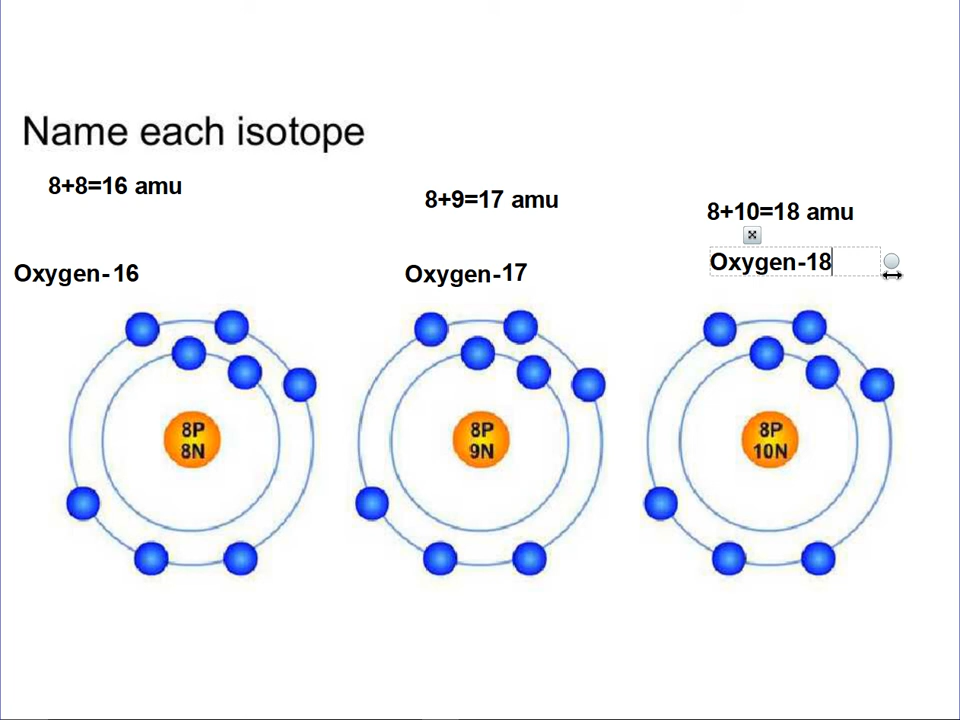 Name each isotope
8+8=16 amu
8+9=17 amu
8+10=18 amu
Oxygen-16
Oxygen-17
Oxygen-18
8P
8N
8P
9N
8P
10N